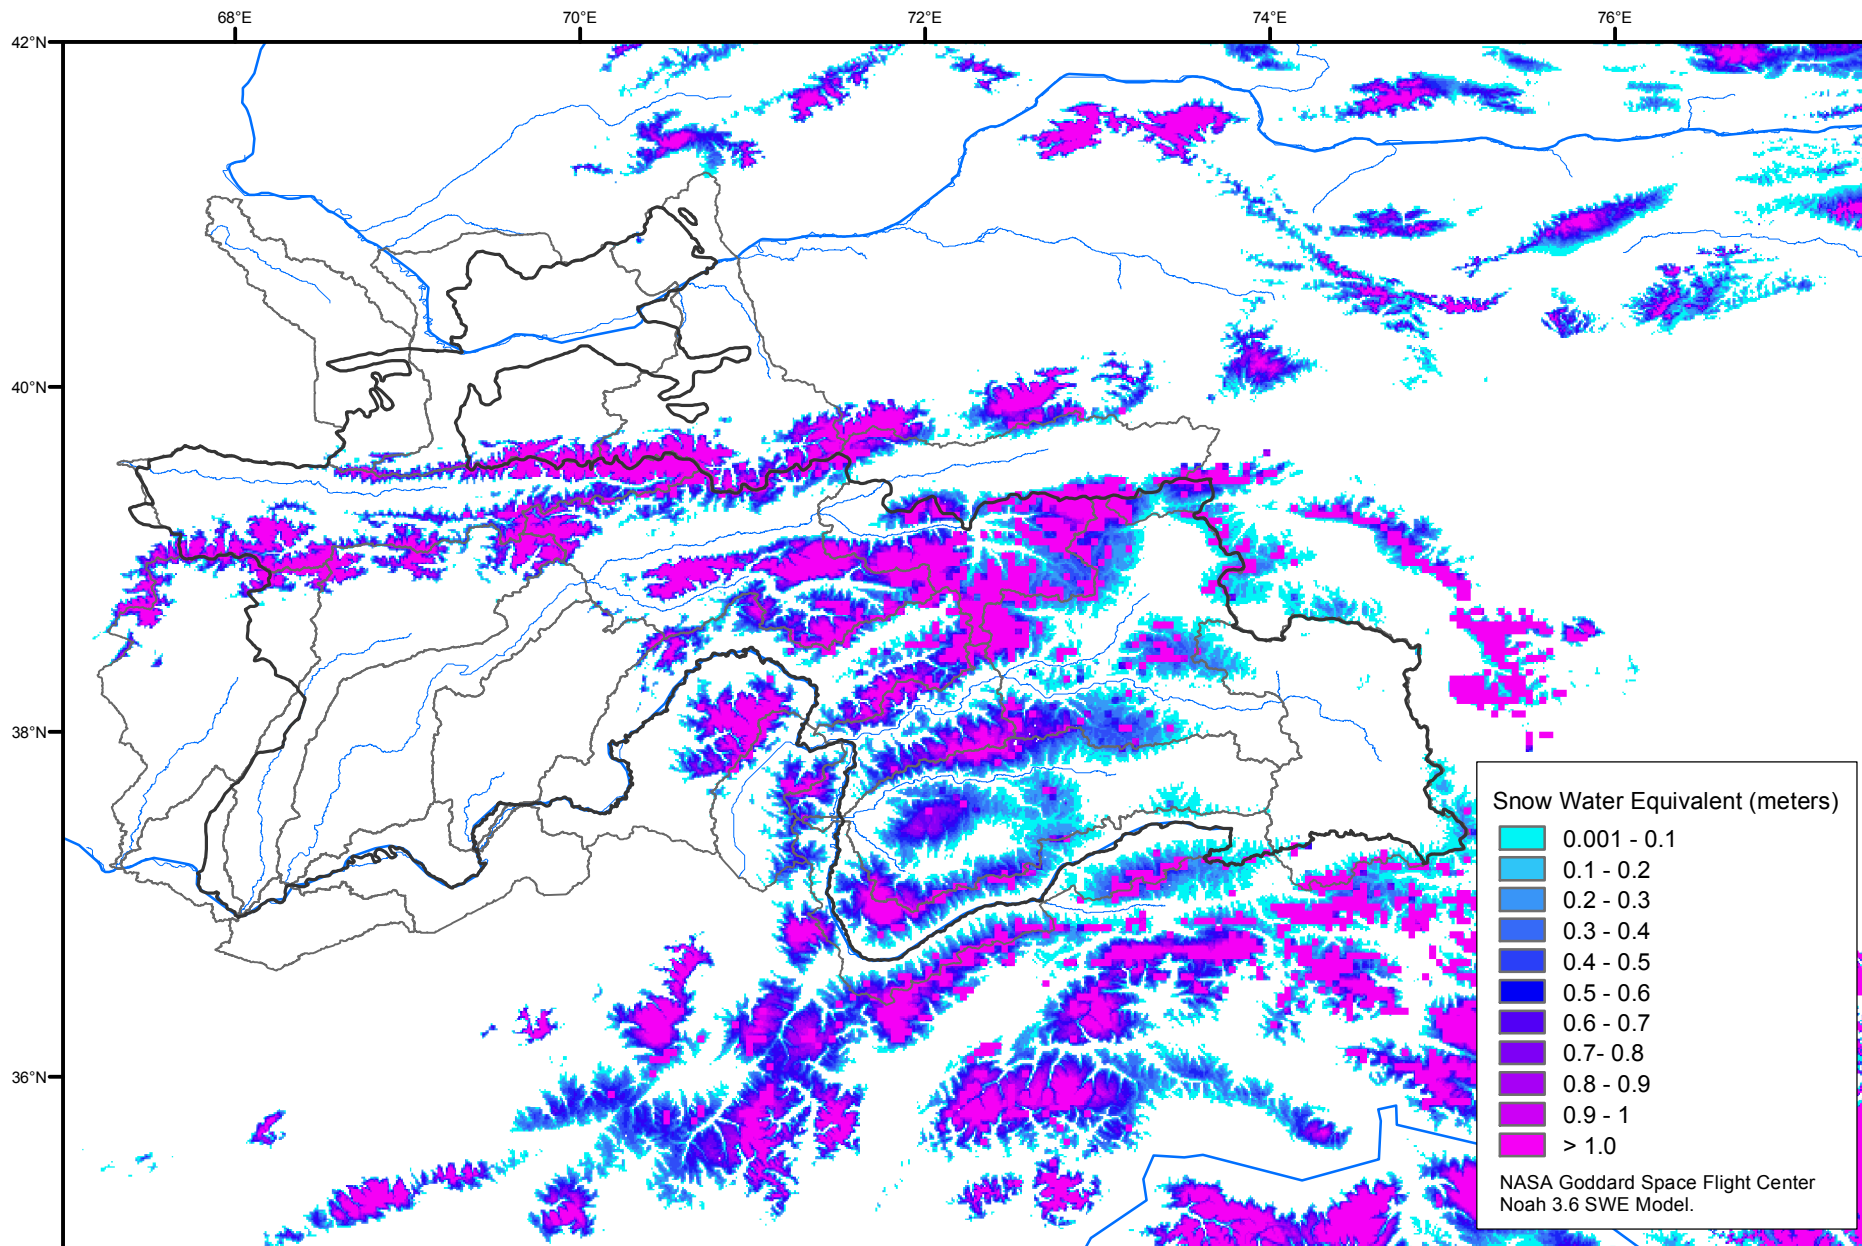 68°E 70°E 72°E 74°E 76°E
42°N
40°N
38°N
36°N
Snow Water Equivalent (meters)
0.001 - 0.1
0.1 - 0.2
0.2 - 0.3
0.3 - 0.4
0.4 - 0.5
0.5 - 0.6
0.6 - 0.7
0.7- 0.8
0.8 - 0.9
0.9 - 1
> 1.0
NASA Goddard Space Flight Center
Noah 3.6 SWE Model.